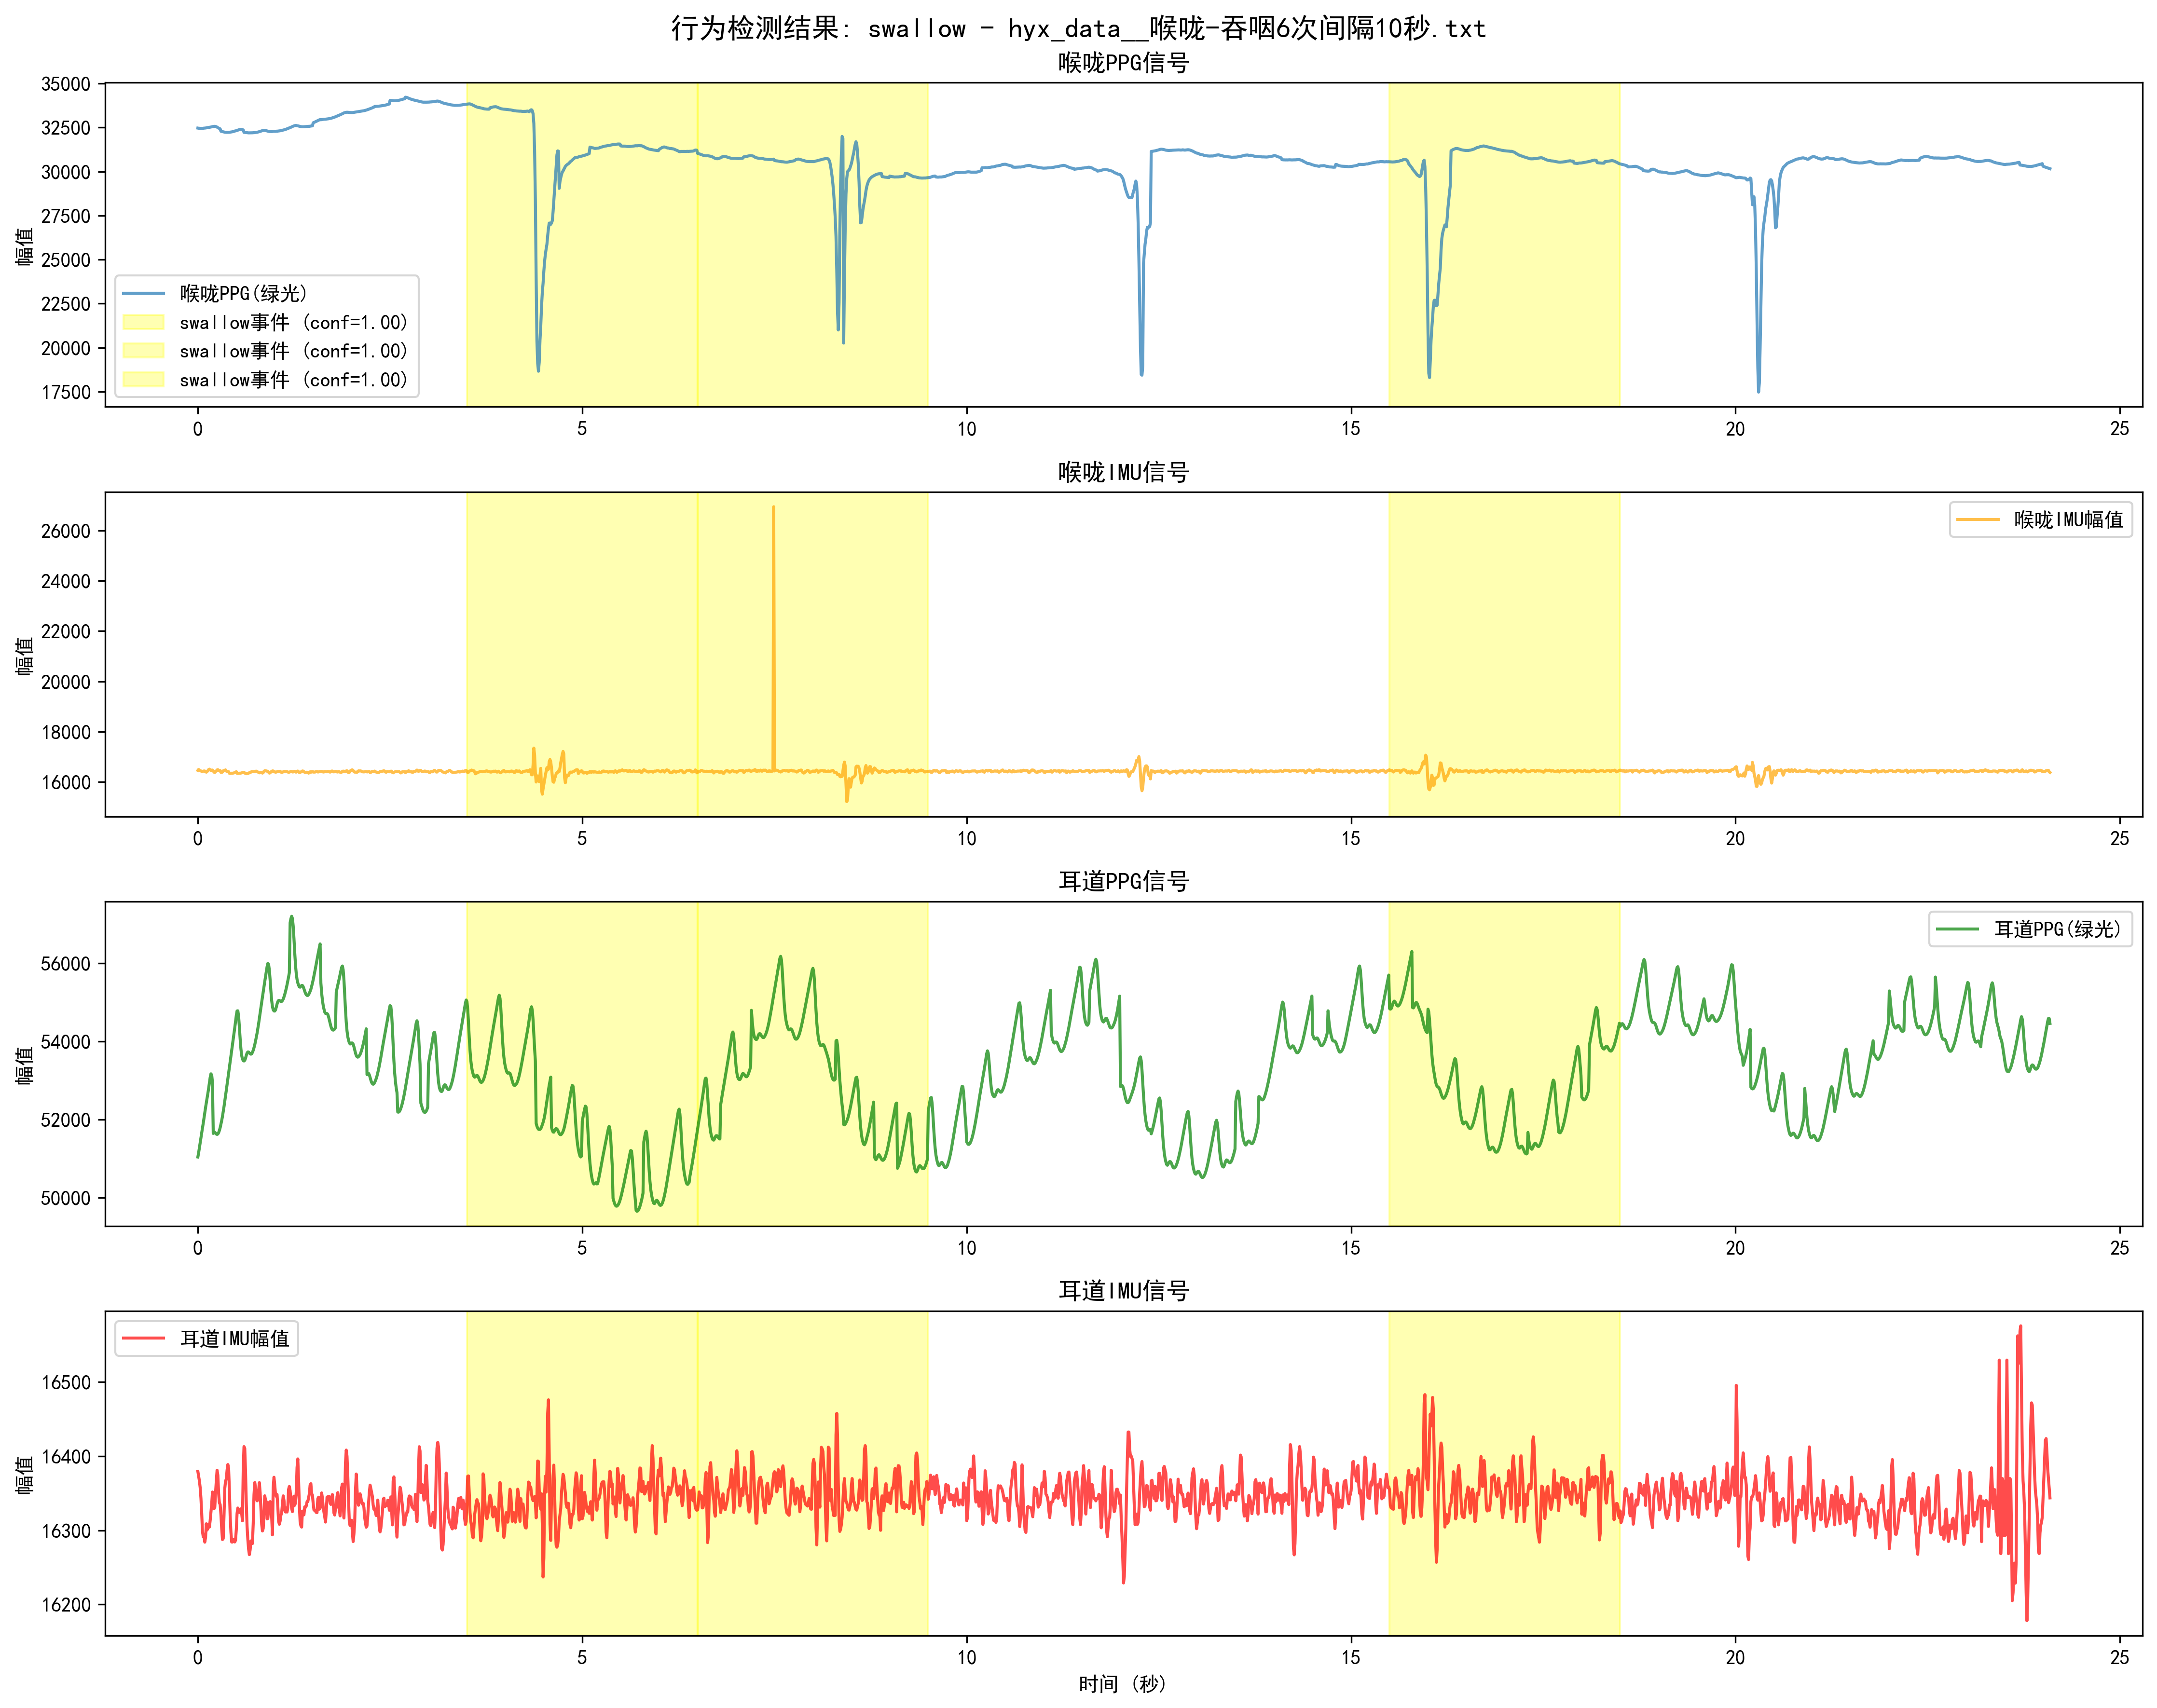 行为检测结果: swallow - hyx_data__喉咙-吞咽6次间隔10秒.txt
喉咙PPG信号
35000
32500
30000
27500
25000
22500
20000
17500
幅值
喉咙PPG(绿光)
swallow事件 (conf=1.00)
swallow事件 (conf=1.00)
swallow事件 (conf=1.00)
0 5 10 15 20 25
喉咙IMU信号
26000
24000
22000
20000
18000
16000
幅值
喉咙IMU幅值
0 5 10 15 20 25
耳道PPG信号
56000
54000
52000
50000
幅值
耳道PPG(绿光)
0 5 10 15 20 25
耳道IMU信号
16500
16400
16300
16200
幅值
耳道IMU幅值
0 5 10 15 20 25
时间 (秒)